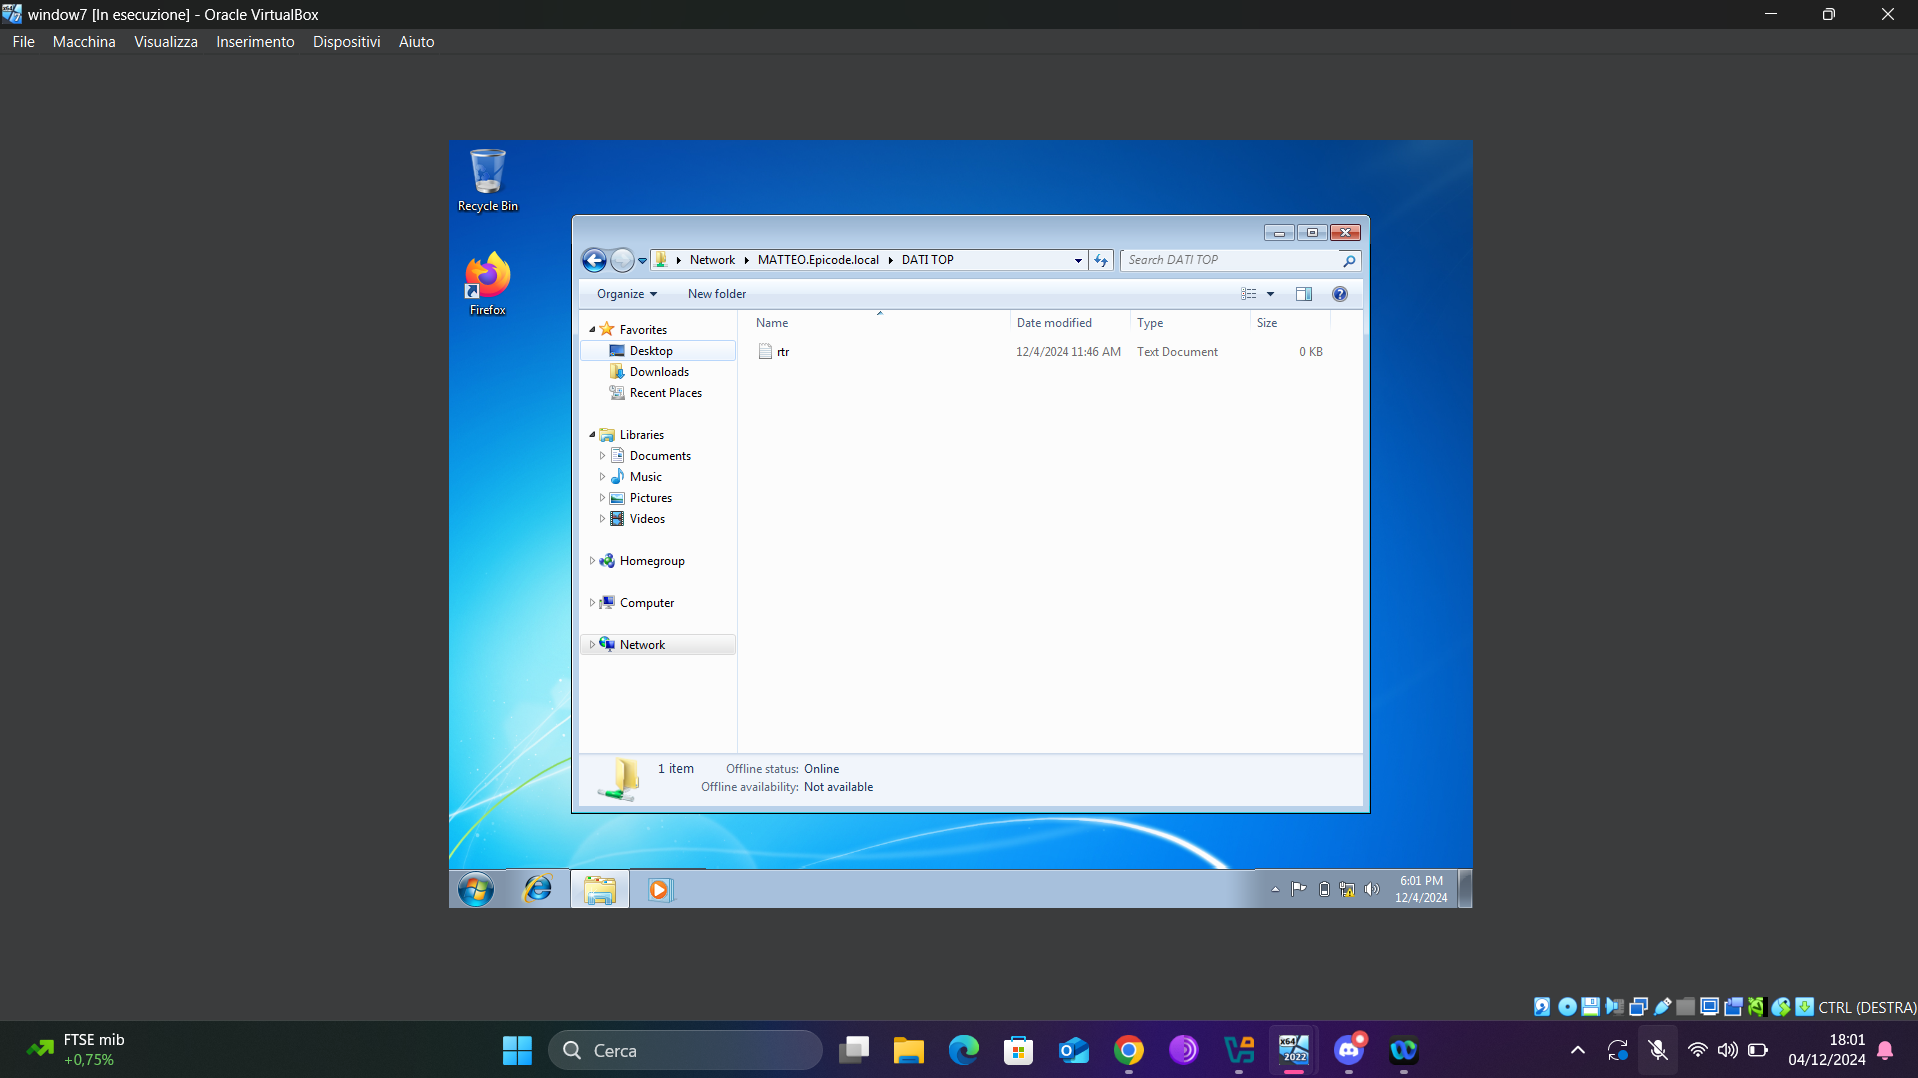 window7 [In esecuzione] - Oracle VirtualBox
File Macchina Visualizza Inserimento Dispositivi Aiuto
Recycle Bin
Firefox
Network MATTEO.Epicode.local DATI TOP
Search DATI TOP
Organize New folder
Name Date modified Type Size
rtr 12/4/2024 11:46 AM Text Document 0 KB
Favorites
Desktop
Downloads
Recent Places
Libraries
Documents
Music
Pictures
Videos
Homegroup
Computer
Network
1 item Offline status: Online
Offline availability: Not available
6:01 PM
12/4/2024
CTRL (DESTRA)
FTSE mib
+0,75%
Cerca
x64
2022
18:01
04/12/2024